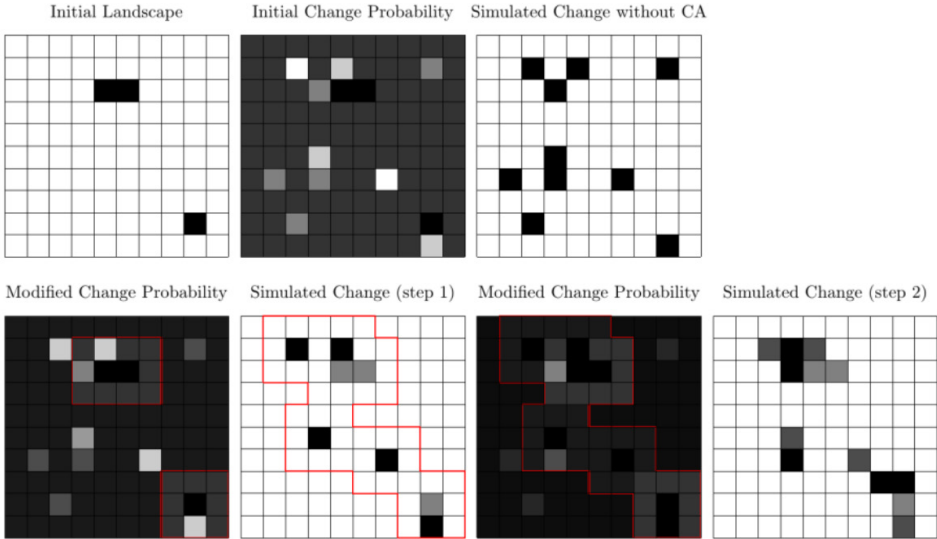 Initial Landscape
Initial Change Probability
Simulated Change without CA
Modified Change Probability
Simulated Change (step 1)
Modified Change Probability
Simulated Change (step 2)